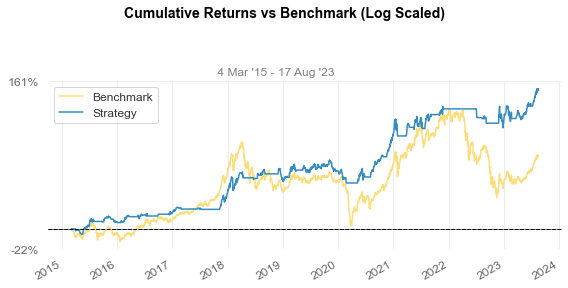 Cumulative Returns vs Benchmark (Log Scaled)
4 Mar '15 - 17 Aug '23
161%
Benchmark
Strategy
-22%
2015 2016 2017 2018 2019 2020 2021 2022 2023 2024